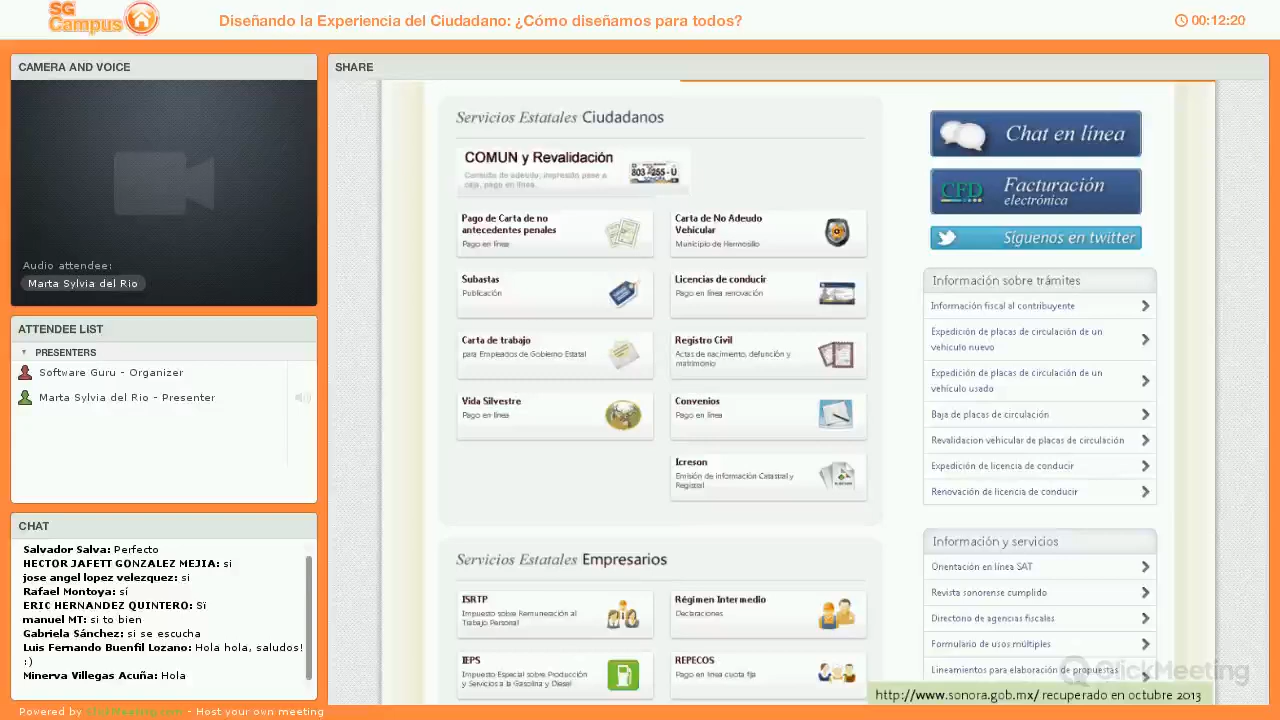 SG
Campus
Diseñando la Experiencia del Ciudadano: ¿Cómo diseñamos para todos?
00:12:20
CAMERA AND VOICE
Audio attendee:
Marta Sylvia del Rio
ATTENDEE LIST
PRESENTERS
Software Guru - Organizer
Marta Sylvia del Rio - Presenter
CHAT
Salvador Salva: Perfecto
HECTOR JAFETT GONZALEZ MEJIA: si
jose angel lopez velezquez: si
Rafael Montoya: sí
ERIC HERNANDEZ QUINTERO: Sï
manuel MT: si to bien
Gabriela Sánchez: si se escucha
Luis Fernando Buenfil Lozano: Hola hola, saludos!
:)
Minerva Villegas Acuña: Hola
Powered by ClickMeeting.com - Host your own meeting
SHARE
Servicios Estatales Ciudadanos
COMUN y Revalidación
Consulta de adeudo, impresión pase a
caja, pago en línea.
803 255-U
Pago de Carta de no
antecedentes penales
Pago en línea
Carta de No Adeudo
Vehicular
Municipio de Hermosillo
Subastas
Publicación
Licencias de conducir
Pago en línea renovación
Carta de trabajo
para Empleados de Gobierno Estatal
Registro Civil
Actas de nacimiento, defunción y
matrimonio
Vida Silvestre
Pago en línea
Convenios
Pago en línea
Icreson
Emisión de información Catastral y
Registral
Servicios Estatales Empresarios
ISRTP
Impuesto sobre Remuneración al
Trabajo Personal
Régimen Intermedio
Declaraciones
IEPS
Impuesto Especial sobre Producción
y Servicios a la Gasolina y Diesel
REPECOS
Pago en línea cuota fija
Chat en línea
CFD
Facturación
electrónica
Síguenos en twitter
Información sobre trámites
Información fiscal al contribuyente
Expedición de placas de circulación de un
vehículo nuevo
Expedición de placas de circulación de un
vehículo usado
Baja de placas de circulación
Revalidacion vehicular de placas de circulación
Expedición de licencia de conducir
Renovación de licencia de conducir
Información y servicios
Orientación en línea SAT
Revista sonorense cumplido
Directorio de agencias fiscales
Formulario de usos múltiples
Lineamientos para elaboración de propuestas
ClickMeeting
http://www.sonora.gob.mx/ recuperado en octubre 2013